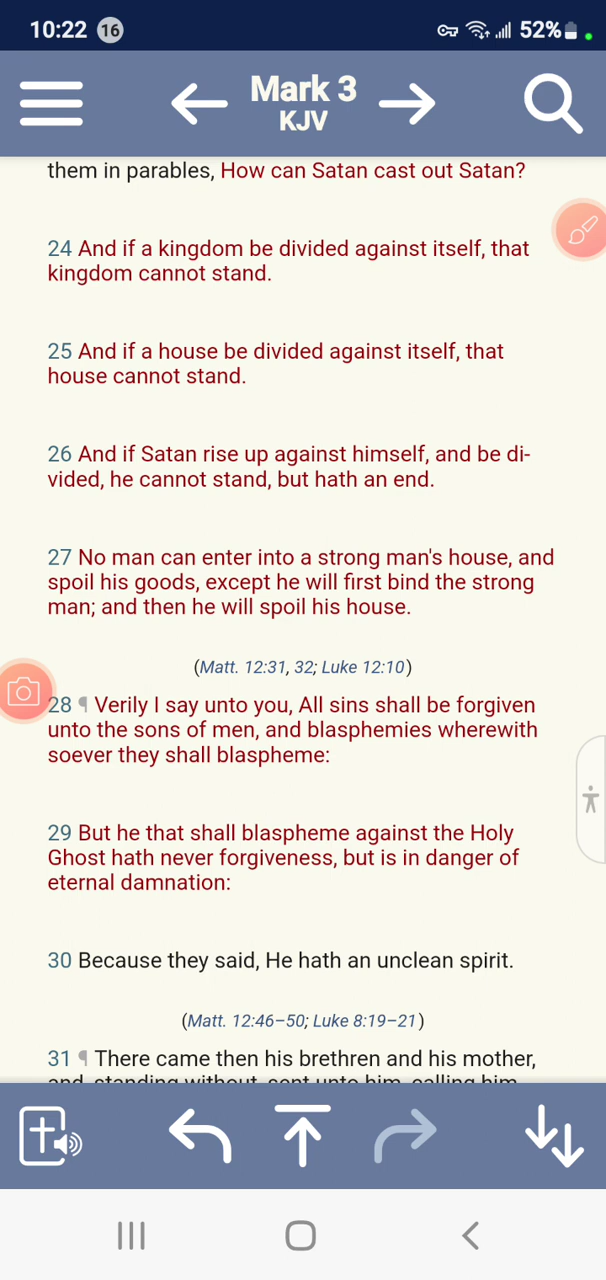 10:22 16 52%
Mark 3
KJV
them in parables, How can Satan cast out Satan?
24 And if a kingdom be divided against itself, that
kingdom cannot stand.
25 And if a house be divided against itself, that
house cannot stand.
26 And if Satan rise up against himself, and be di-
vided, he cannot stand, but hath an end.
27 No man can enter into a strong man's house, and
spoil his goods, except he will first bind the strong
man; and then he will spoil his house.
(Matt. 12:31, 32; Luke 12:10)
28 ¶ Verily I say unto you, All sins shall be forgiven
unto the sons of men, and blasphemies wherewith
soever they shall blaspheme:
29 But he that shall blaspheme against the Holy
Ghost hath never forgiveness, but is in danger of
eternal damnation:
30 Because they said, He hath an unclean spirit.
(Matt. 12:46–50; Luke 8:19–21)
31 ¶ There came then his brethren and his mother,
and, standing without, sent unto him, calling him